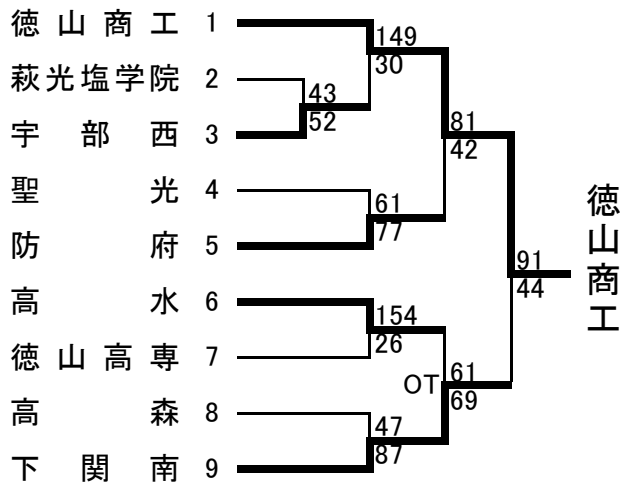 徳山商工 1
萩光塩学院 2
宇部西 3
聖光 4
防府 5
高水 6
徳山高専 7
高森 8
下関南 9
149
30
43
52
61
77
154
26
47
87
81
42
OT 61
69
91
44
徳山商工